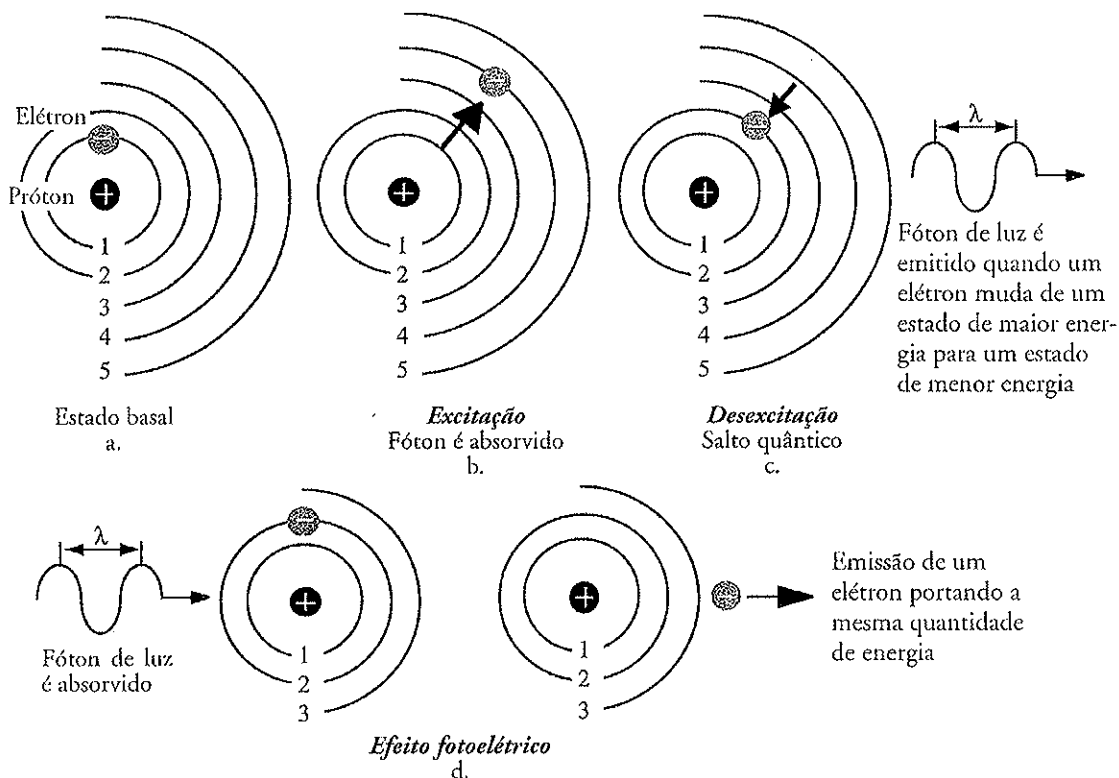 Elétron
Próton
+
1
2
3
4
5
Estado basal
a.
+
1
2
3
4
5
Excitação
Fóton é absorvido
b.
+
1
2
3
4
5
Desexcitação
Salto quântico
c.
λ
Fóton de luz é
emitido quando um
elétron muda de um
estado de maior ener-
gia para um estado
de menor energia
λ
Fóton de luz
é absorvido
+
1
2
3
+
1
2
3
Emissão de um
elétron portando a
mesma quantidade
de energia
Efeito fotoelétrico
d.